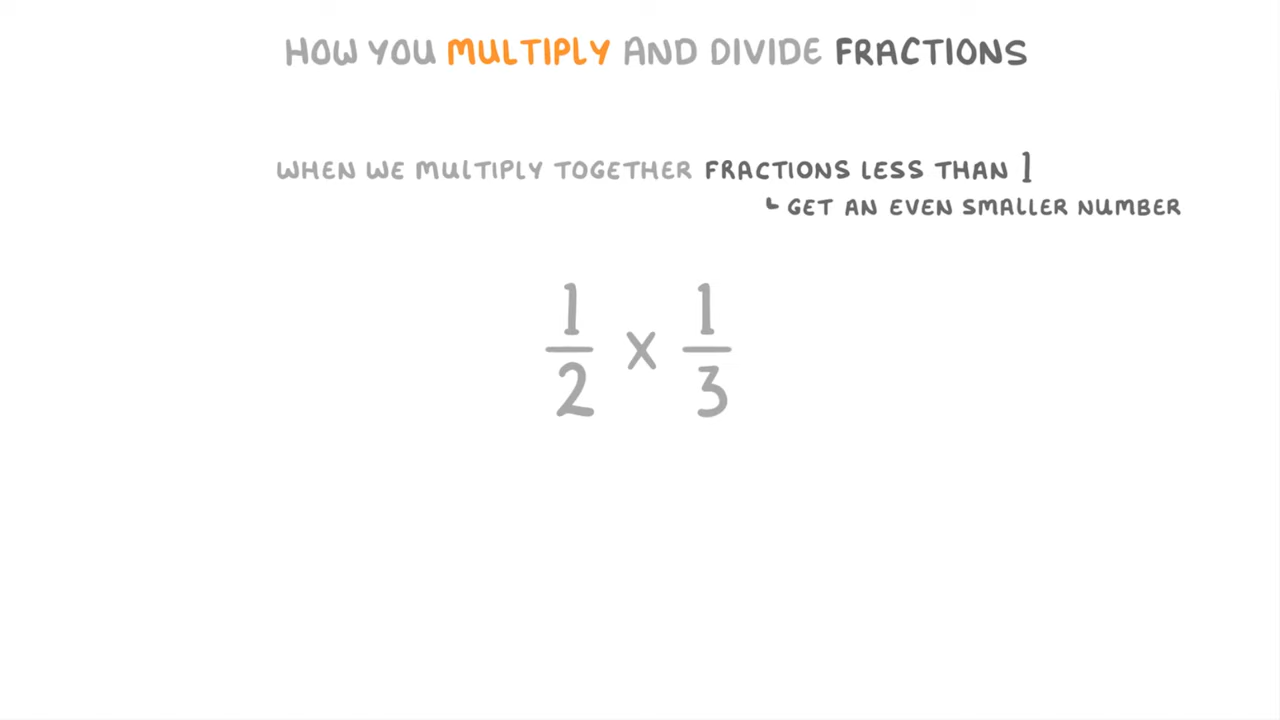 HOW YOU MULTIPLY AND DIVIDE FRACTIONS
WHEN WE MULTIPLY TOGETHER FRACTIONS LESS THAN 1
GET AN EVEN SMALLER NUMBER
1/2 x 1/3